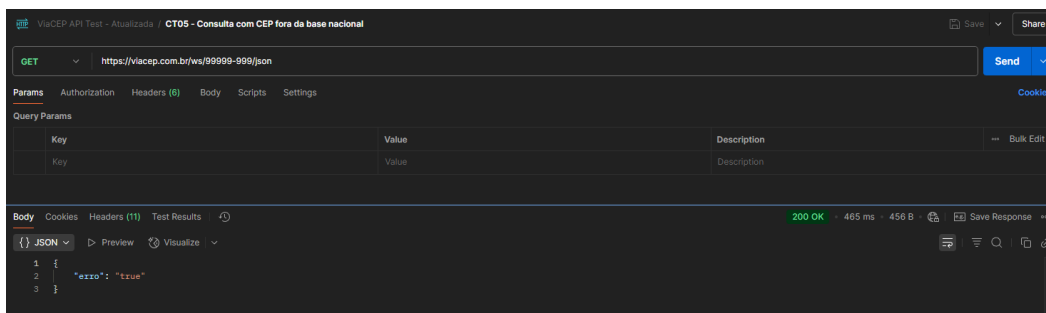 HTTP ViaCEP API Test - Atualizada / CT05 - Consulta com CEP fora da base nacional Save Share
GET https://viacep.com.br/ws/99999-999/json Send
Params Authorization Headers (6) Body Scripts Settings Cookie
Query Params
Key Value Description Bulk Edit
Key Value Description
Body Cookies Headers (11) Test Results 200 OK 465 ms 456 B Save Response
{} JSON Preview Visualize
1 {
2 "erro": "true"
3 }